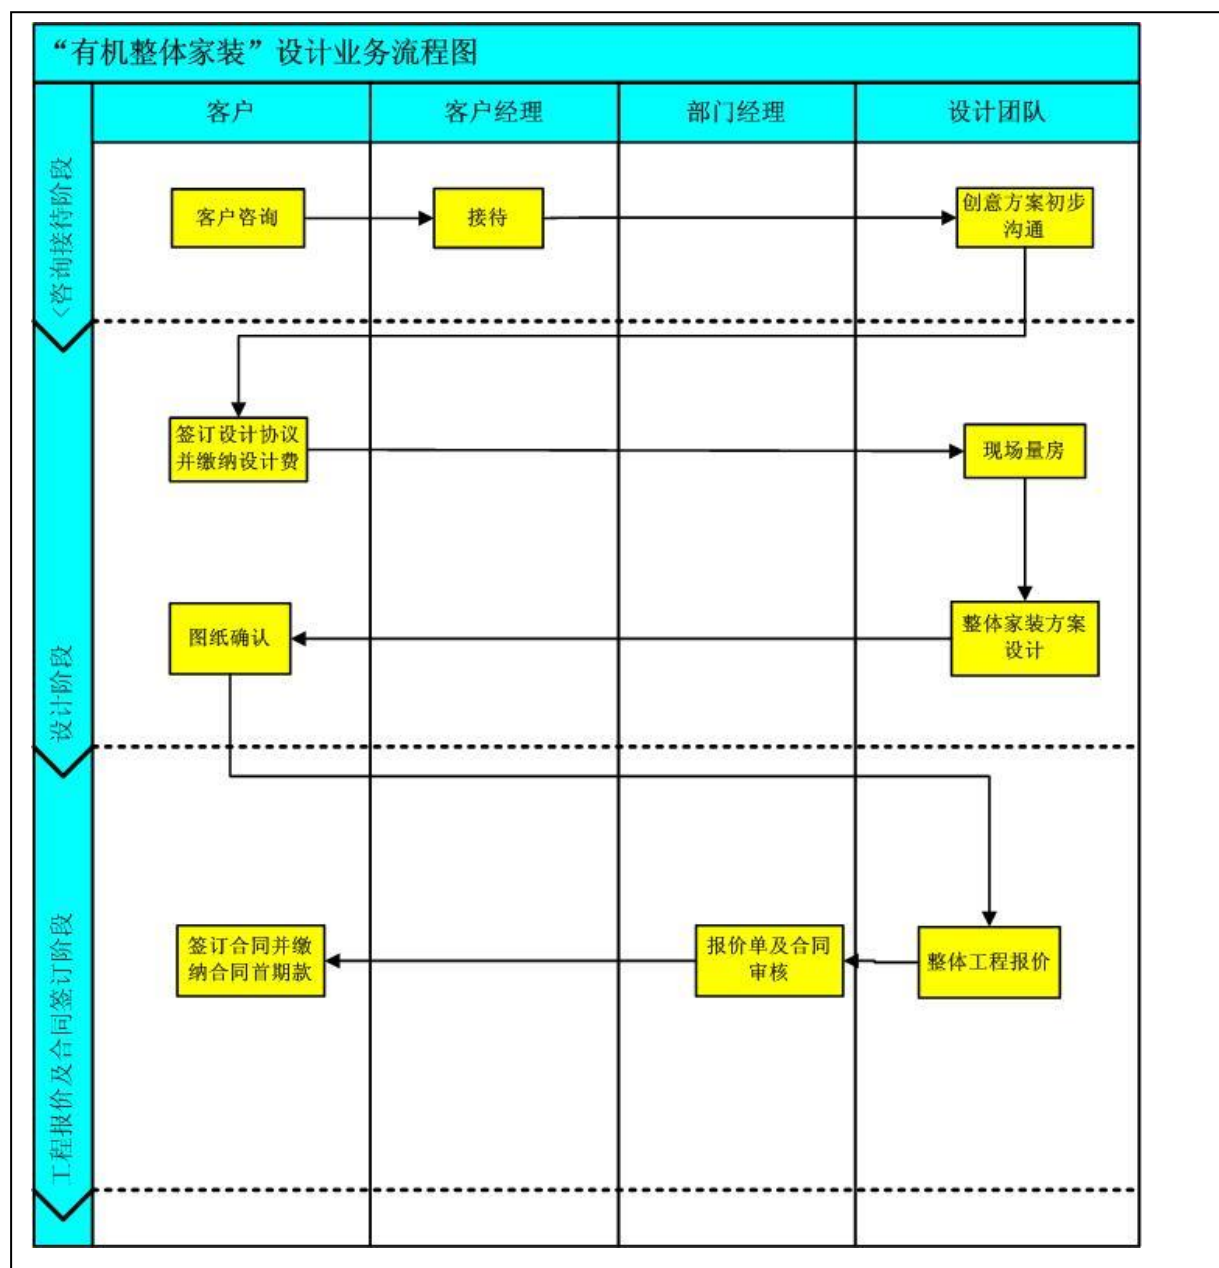 “有机整体家装”设计业务流程图
客户
客户经理
部门经理
设计团队
<咨询接待阶段
客户咨询
接待
创意方案初步
沟通
设计阶段
签订设计协议
并缴纳设计费
现场量房
图纸确认
整体家装方案
设计
工程报价及合同签订阶段
签订合同并缴
纳合同首期款
报价单及合同
审核
整体工程报价